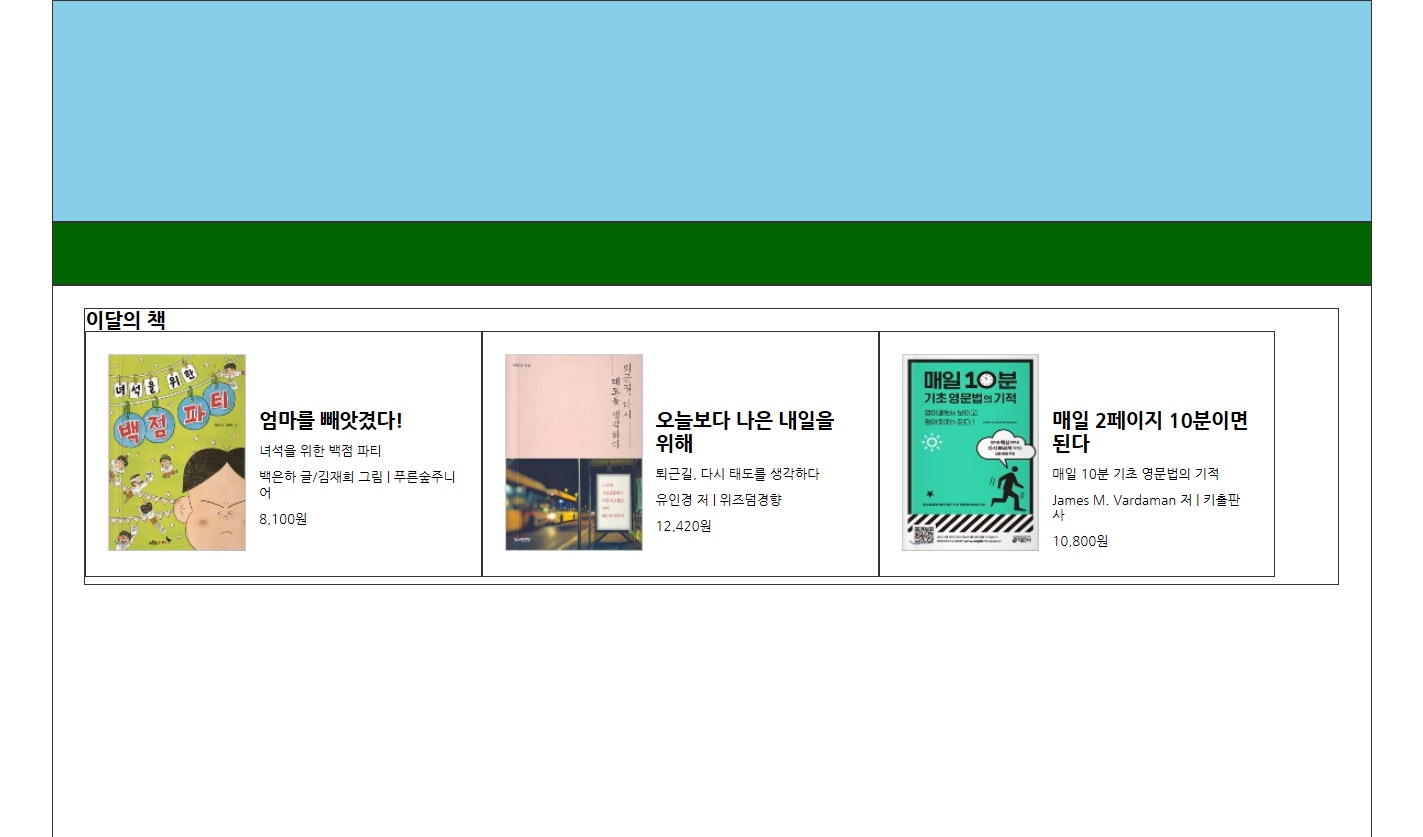 이달의 책
녀석을 위한
백점 파티
엄마를 빼앗겼다!
녀석을 위한 백점 파티
백은하 글/김재희 그림 | 푸른숲주니
어
8,100원
퇴근길, 다시
태도를 생각하다
오늘보다 나은 내일을
위해
퇴근길, 다시 태도를 생각하다
유인경 저 | 위즈덤경향
12,420원
매일 10분
기초 영문법의 기적
영어회화가 된다!
매일 2페이지 10분이면
된다
매일 10분 기초 영문법의 기적
James M. Vardaman 저 | 키출판
사
10,800원